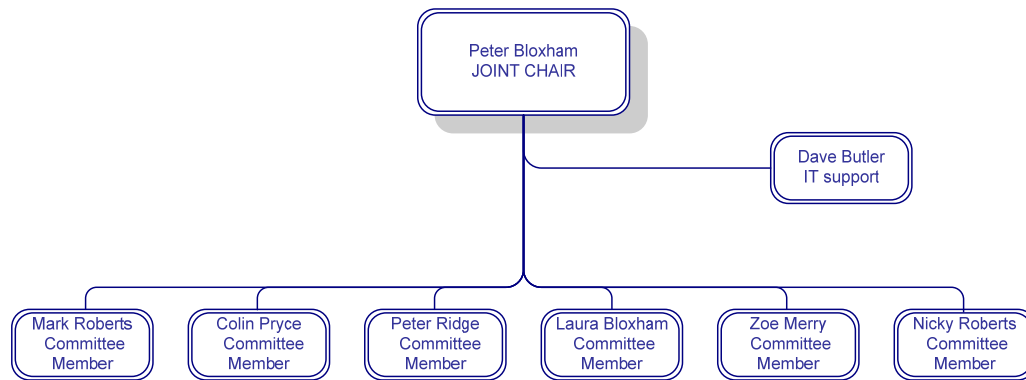 Peter Bloxham
JOINT CHAIR
Dave Butler
IT support
Mark Roberts
Committee
Member
Colin Pryce
Committee
Member
Peter Ridge
Committee
Member
Laura Bloxham
Committee
Member
Zoe Merry
Committee
Member
Nicky Roberts
Committee
Member